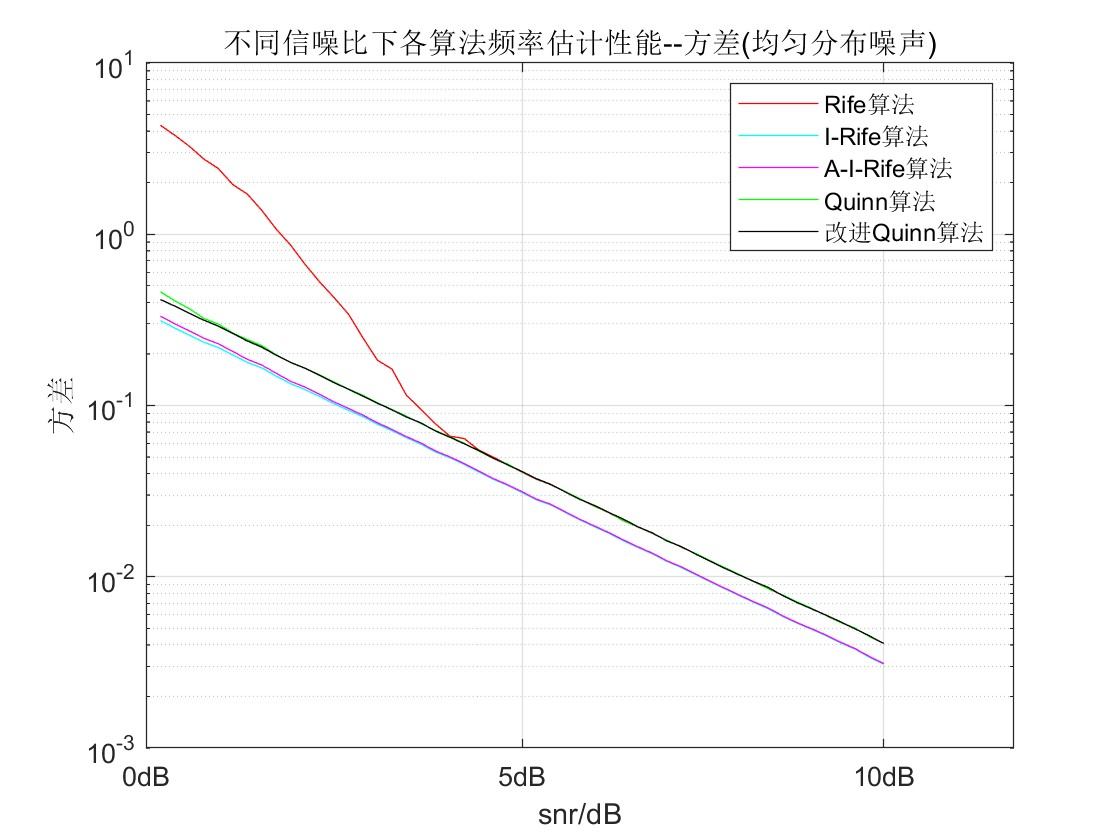 不同信噪比下各算法频率估计性能--方差(均匀分布噪声)
10^1
Rife算法
I-Rife算法
A-I-Rife算法
Quinn算法
改进Quinn算法
10^0
方差
10^-1
10^-2
10^-3
0dB 5dB 10dB
snr/dB